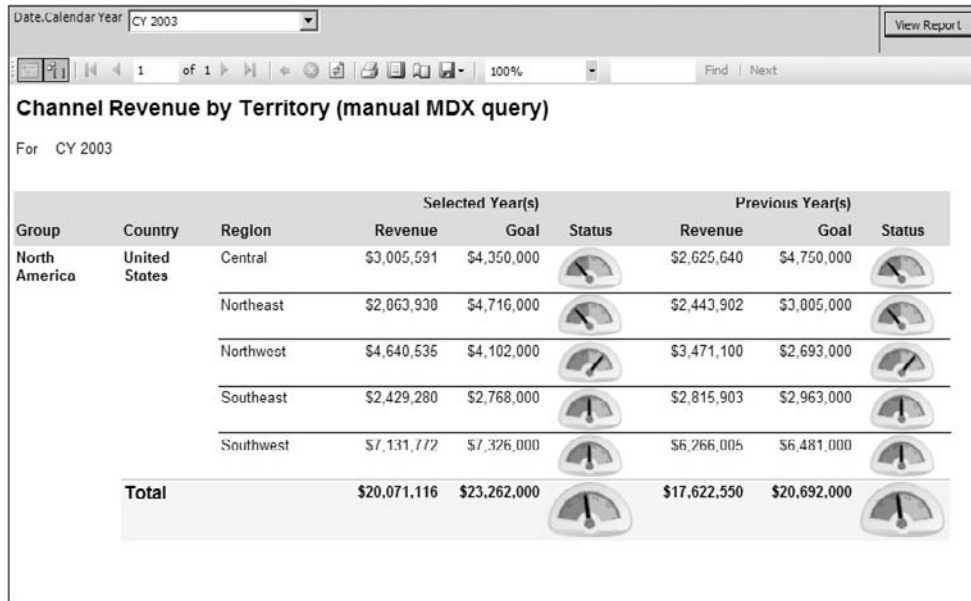 Date.Calendar Year CY 2003 View Report
1 of 1 100% Find | Next
Channel Revenue by Territory (manual MDX query)
For CY 2003
Selected Year(s) Previous Year(s)
Group Country Region Revenue Goal Status Revenue Goal Status
North America United States Central $3,005,591 $4,350,000 $2,625,640 $4,750,000
Northeast $2,863,938 $4,716,000 $2,443,902 $3,805,000
Northwest $4,640,535 $4,102,000 $3,471,100 $2,693,000
Southeast $2,429,280 $2,768,000 $2,815,903 $2,963,000
Southwest $7,131,772 $7,326,000 $6,266,005 $6,481,000
Total $20,071,116 $23,262,000 $17,622,550 $20,692,000